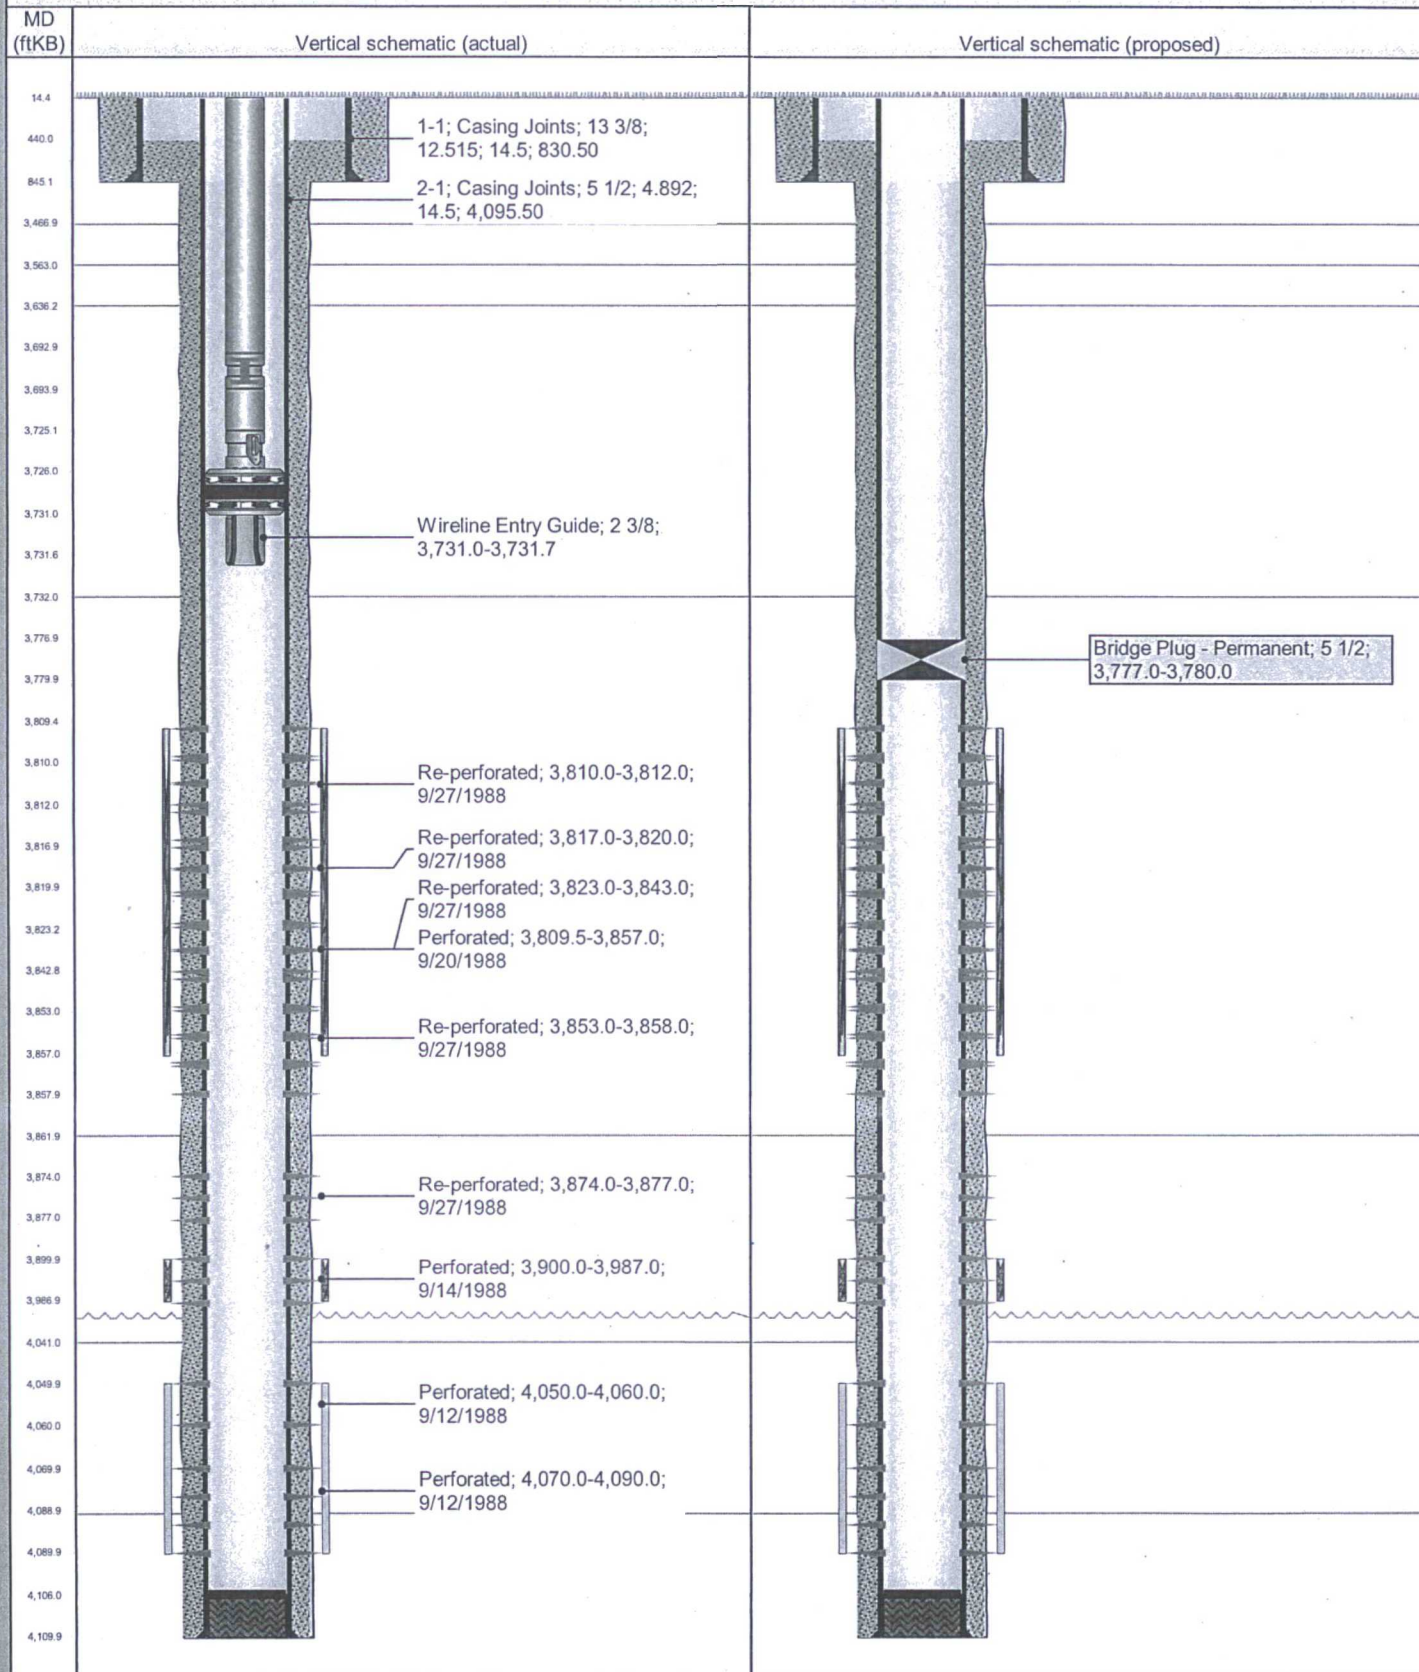 MD
(ftKB)
Vertical schematic (actual)
Vertical schematic (proposed)
14.4
440.0
845.1
3,466.9
3,563.0
3,636.2
3,692.9
3,693.9
3,725.1
3,726.0
3,731.0
3,731.6
3,732.0
3,776.9
3,779.9
3,809.4
3,810.0
3,812.0
3,816.9
3,819.9
3,823.2
3,842.8
3,853.0
3,857.0
3,857.9
3,861.9
3,874.0
3,877.0
3,899.9
3,986.9
4,041.0
4,049.9
4,060.0
4,069.9
4,088.9
4,089.9
4,106.0
4,109.9
1-1; Casing Joints; 13 3/8;
12.515; 14.5; 830.50
2-1; Casing Joints; 5 1/2; 4.892;
14.5; 4,095.50
Wireline Entry Guide; 2 3/8;
3,731.0-3,731.7
Re-perforated; 3,810.0-3,812.0;
9/27/1988
Re-perforated; 3,817.0-3,820.0;
9/27/1988
Re-perforated; 3,823.0-3,843.0;
9/27/1988
Perforated; 3,809.5-3,857.0;
9/20/1988
Re-perforated; 3,853.0-3,858.0;
9/27/1988
Re-perforated; 3,874.0-3,877.0;
9/27/1988
Perforated; 3,900.0-3,987.0;
9/14/1988
Perforated; 4,050.0-4,060.0;
9/12/1988
Perforated; 4,070.0-4,090.0;
9/12/1988
Bridge Plug - Permanent; 5 1/2;
3,777.0-3,780.0